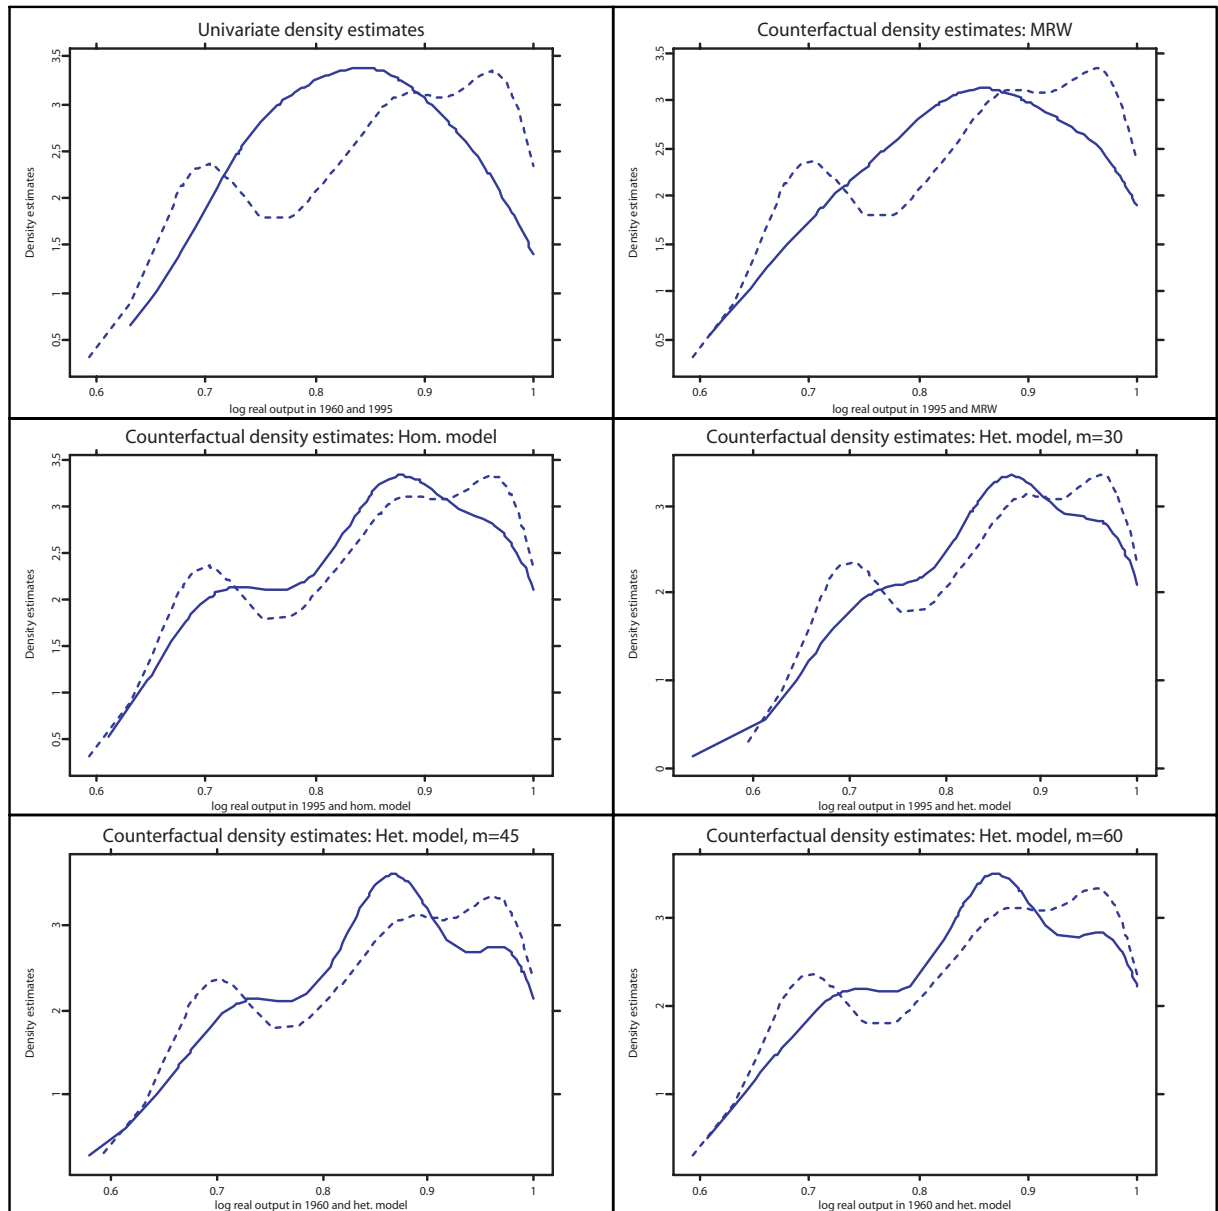 Univariate density estimates
3.5
3
2.5
2
1.5
1
0.5
Density estimates
0.6 0.7 0.8 0.9 1
log real output in 1960 and 1995
Counterfactual density estimates: MRW
3.5
3
2.5
2
1.5
1
0.5
Density estimates
0.6 0.7 0.8 0.9 1
log real output in 1995 and MRW
Counterfactual density estimates: Hom. model
3.5
3
2.5
2
1.5
1
0.5
Density estimates
0.6 0.7 0.8 0.9 1
log real output in 1995 and hom. model
Counterfactual density estimates: Het. model, m=30
3
2
1
0
Density estimates
0.6 0.7 0.8 0.9 1
log real output in 1995 and het. model
Counterfactual density estimates: Het. model, m=45
3
2
1
Density estimates
0.6 0.7 0.8 0.9 1
log real output in 1960 and het. model
Counterfactual density estimates: Het. model, m=60
3
2
1
Density estimates
0.6 0.7 0.8 0.9 1
log real output in 1960 and het. model